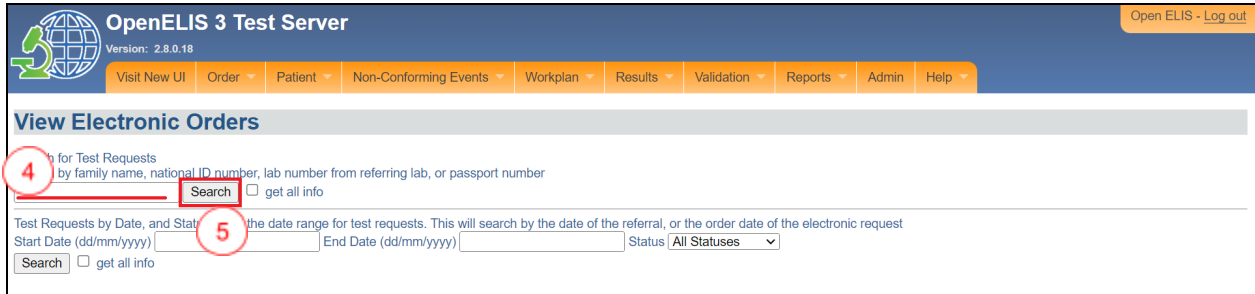 OpenELIS 3 Test Server
Open ELIS - Log out
Version: 2.8.0.18
Visit New UI Order Patient Non-Conforming Events Workplan Results Validation Reports Admin Help
View Electronic Orders
4
for Test Requests
by family name, national ID number, lab number from referring lab, or passport number
Search get all info
5
Test Requests by Date, and the date range for test requests. This will search by the date of the referral, or the order date of the electronic request
Start Date (dd/mm/yyyy) End Date (dd/mm/yyyy) Status All Statuses
Search get all info